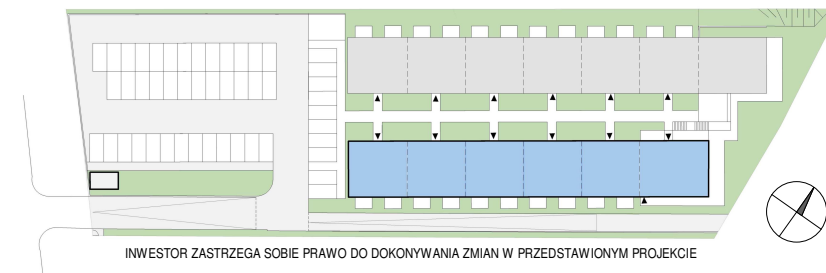 INWESTOR ZASTRZEGA SOBIE PRAWO DO DOKONYWANIA ZMIAN W PRZEDSTAWIONYM PROJEKCIE